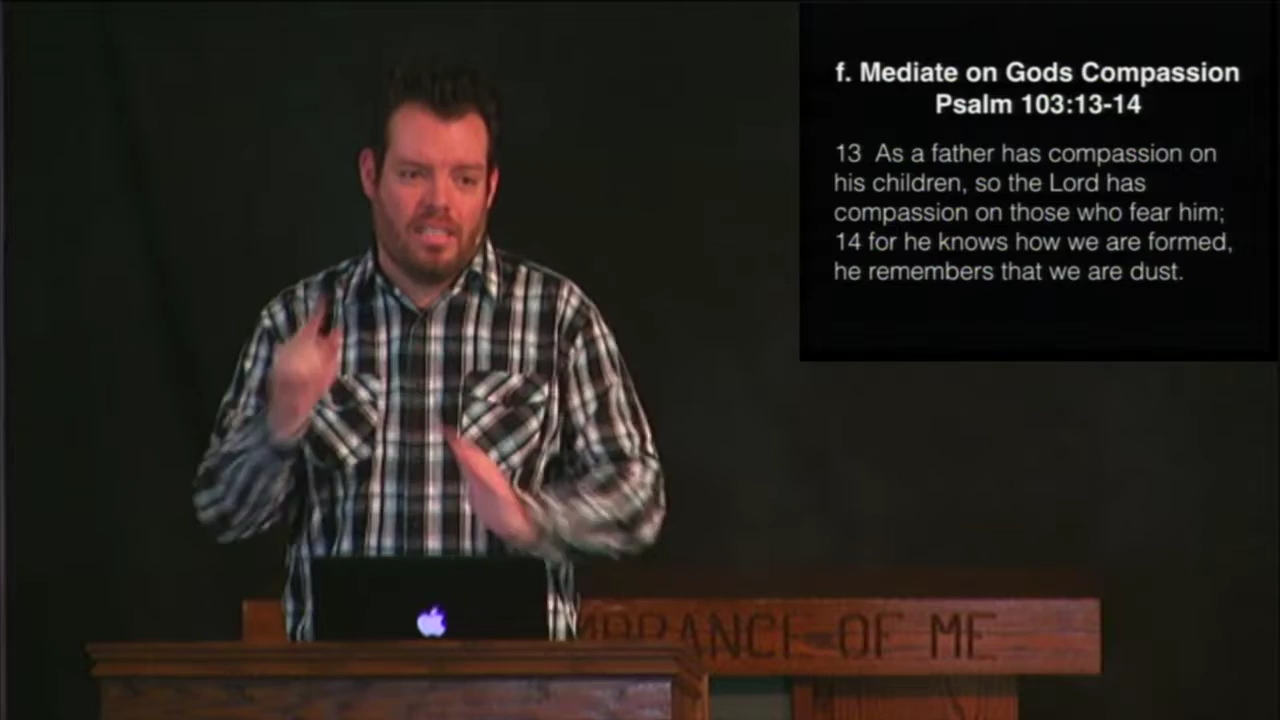 f. Mediate on Gods Compassion
Psalm 103:13-14
13 As a father has compassion on
his children, so the Lord has
compassion on those who fear him;
14 for he knows how we are formed,
he remembers that we are dust.
OF ME